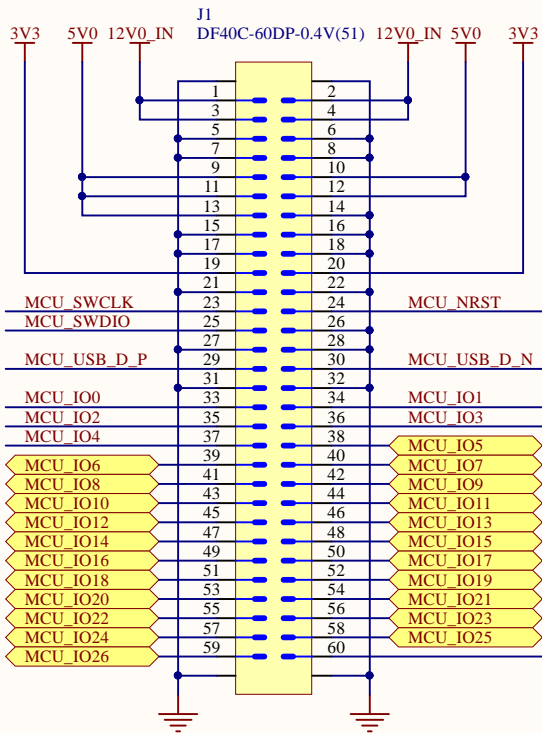 J1
3V3 5V0 12V0_IN DF40C-60DP-0.4V(51) 12V0_IN 5V0 3V3
1 2
3 4
5 6
7 8
9 10
11 12
13 14
15 16
17 18
19 20
21 22
MCU_SWCLK 23 24 MCU_NRST
MCU_SWDIO 25 26
27 28
MCU_USB_D_P 29 30 MCU_USB_D_N
31 32
MCU_IO0 33 34 MCU_IO1
MCU_IO2 35 36 MCU_IO3
MCU_IO4 37 38 MCU_IO5
MCU_IO6 39 40 MCU_IO7
MCU_IO8 41 42 MCU_IO9
MCU_IO10 43 44 MCU_IO11
MCU_IO12 45 46 MCU_IO13
MCU_IO14 47 48 MCU_IO15
MCU_IO16 49 50 MCU_IO17
MCU_IO18 51 52 MCU_IO19
MCU_IO20 53 54 MCU_IO21
MCU_IO22 55 56 MCU_IO23
MCU_IO24 57 58 MCU_IO25
MCU_IO26 59 60